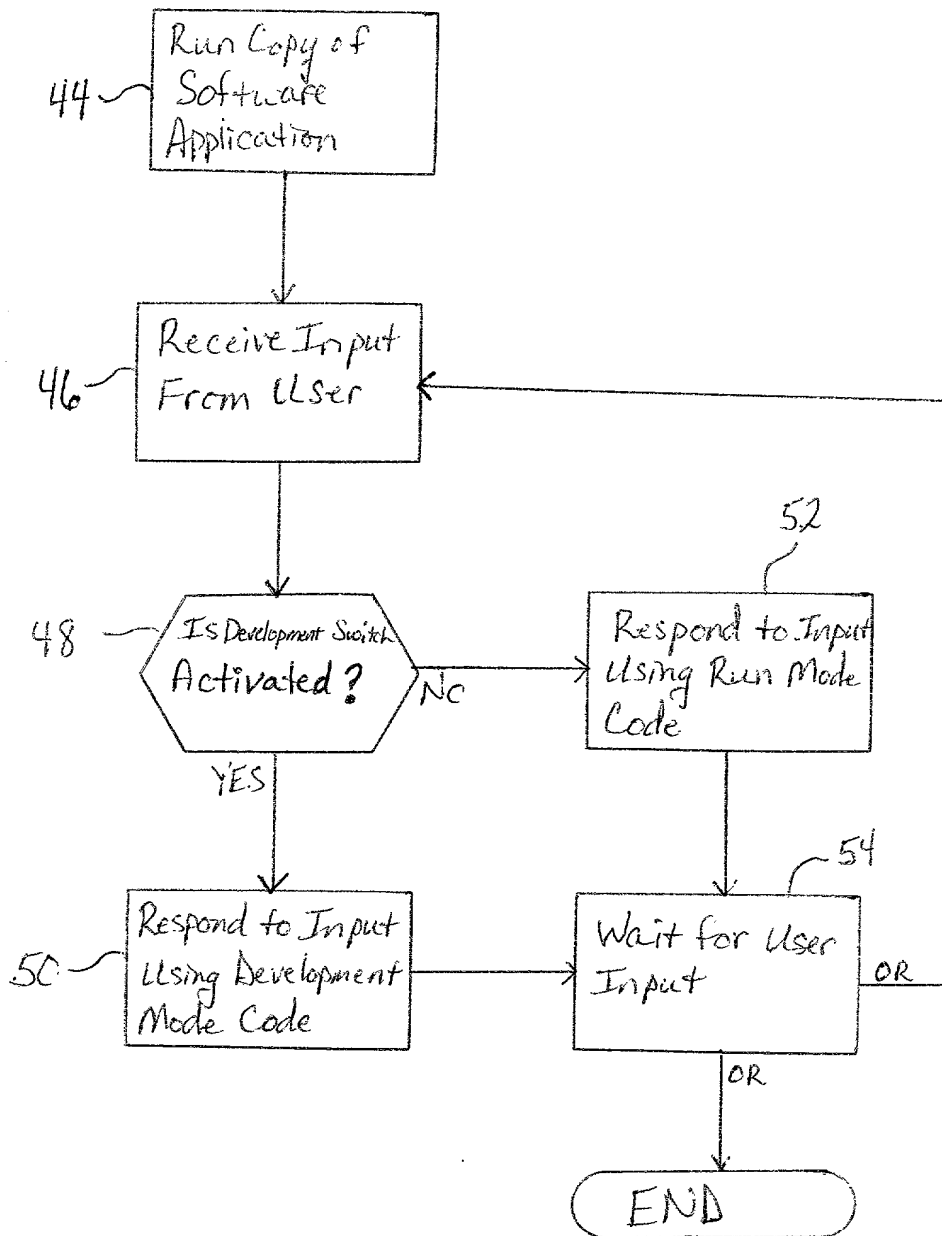 Run Copy of
Software
Application
44
Receive Input
From User
46
52
Is Development Switch
Activated?
48
NO
Respond to Input
Using Run Mode
Code
YES
54
Respond to Input
Using Development
Mode Code
50
Wait for User
Input
OR
OR
END